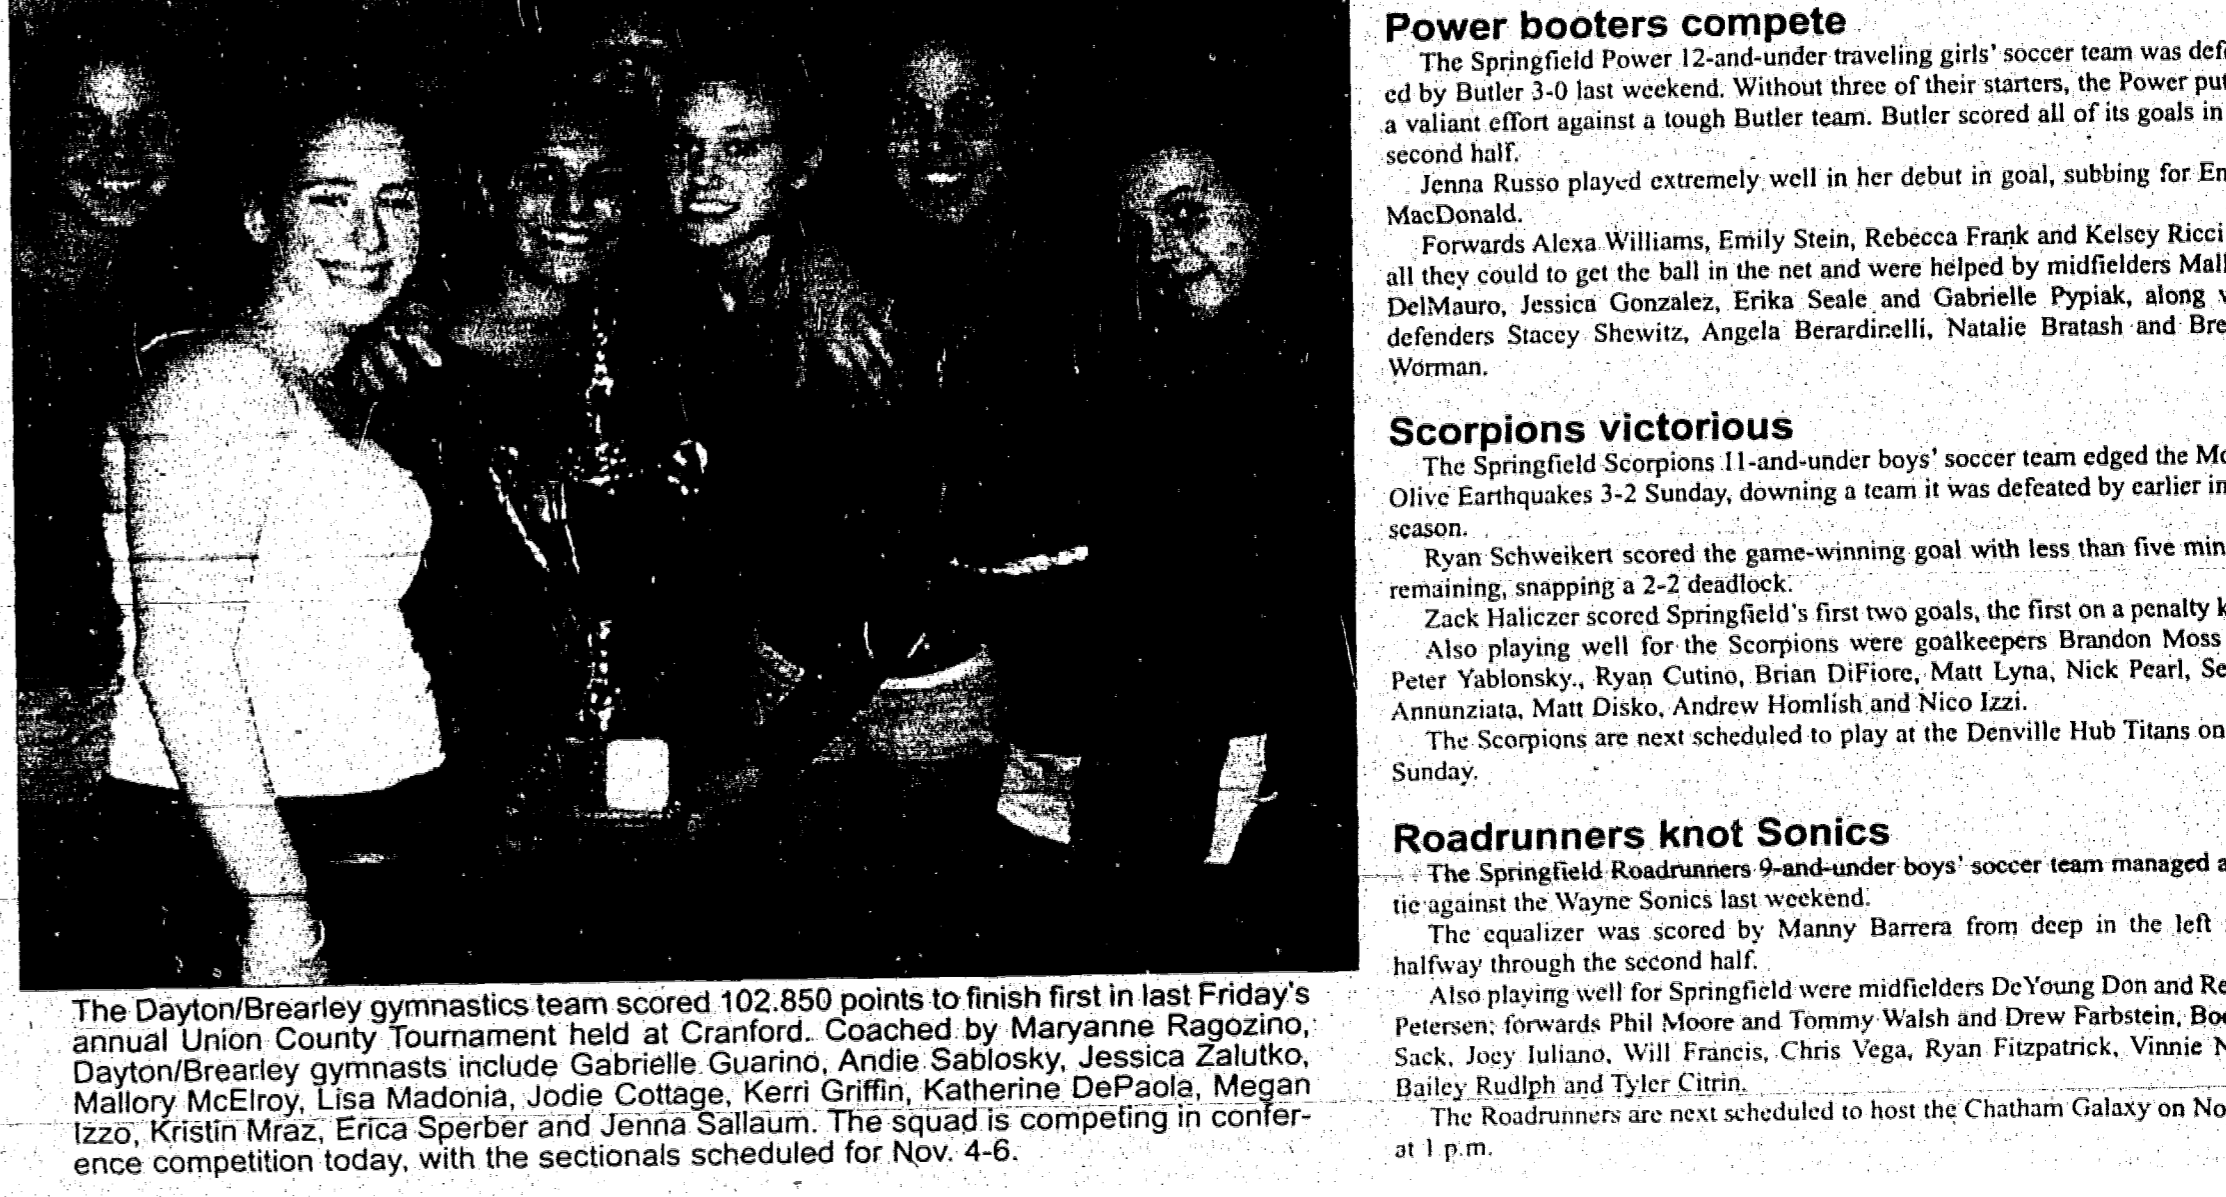 The Dayton/Brearley gymnastics team scored 102.850 points to finish first in last Friday's
annual Union County Tournament held at Cranford. Coached by Maryanne Ragozino,
Dayton/Brearley gymnasts include Gabrielle Guarino, Andie Sablosky, Jessica Zalutko,
Mallory McElroy, Lisa Madonia, Jodie Cottage, Kerri Griffin, Katherine DePaola, Megan
Izzo, Kristin Mraz, Erica Sperber and Jenna Sallaum. The squad is competing in confer-
ence competition today, with the sectionals scheduled for Nov. 4-6.
Power booters compete
The Springfield Power 12-and-under traveling girls' soccer team was def
ed by Butler 3-0 last weekend. Without three of their starters, the Power put
a valiant effort against a tough Butler team. Butler scored all of its goals in
second half.
Jenna Russo played extremely well in her debut in goal, subbing for Em
MacDonald.
Forwards Alexa Williams, Emily Stein, Rebecca Frank and Kelsey Ricci
all they could to get the ball in the net and were helped by midfielders Mall
DelMauro, Jessica Gonzalez, Erika Seale and Gabrielle Pypiak, along
defenders Stacey Shewitz, Angela Berardinelli, Natalie Bratash and Bre
Worman.
Scorpions victorious
The Springfield Scorpions 11-and-under boys' soccer team edged the Mo
Olive Earthquakes 3-2 Sunday, downing a team it was defeated by earlier in
season.
Ryan Schweikert scored the game-winning goal with less than five min
remaining, snapping a 2-2 deadlock.
Zack Haliczer scored Springfield's first two goals, the first on a penalty k
Also playing well for the Scorpions were goalkeepers Brandon Moss
Peter Yablonsky., Ryan Cutino, Brian DiFiore, Matt Lyna, Nick Pearl, Se
Annunziata, Matt Disko, Andrew Homlish and Nico Izzi.
The Scorpions are next scheduled to play at the Denville Hub Titans on
Sunday.
Roadrunners knot Sonics
The Springfield Roadrunners 9-and-under boys' soccer team managed a
tie against the Wayne Sonics last weekend.
The equalizer was scored by Manny Barrera from deep in the left
halfway through the second half.
Also playing well for Springfield were midfielders DeYoung Don and Re
Petersen; forwards Phil Moore and Tommy Walsh and Drew Farbstein, Bo
Sack, Joey Iuliano, Will Francis, Chris Vega, Ryan Fitzpatrick, Vinnie N
Bailey Rudlph and Tyler Citrin.
The Roadrunners are next scheduled to host the Chatham Galaxy on No
at 1 p.m.